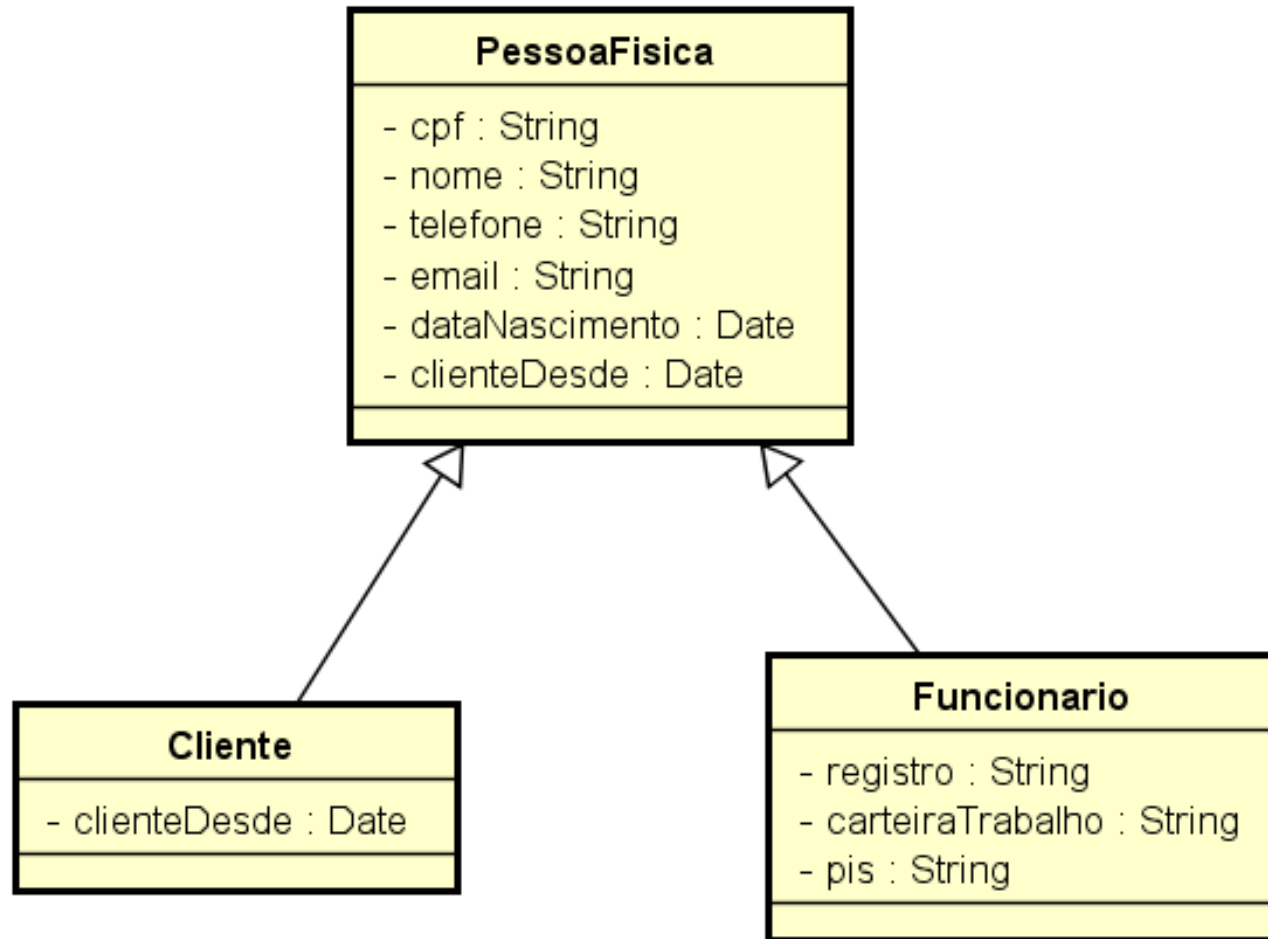 PessoaFisica
- cpf : String
- nome : String
- telefone : String
- email : String
- dataNascimento : Date
- clienteDesde : Date
Cliente
- clienteDesde : Date
Funcionario
- registro : String
- carteiraTrabalho : String
- pis : String